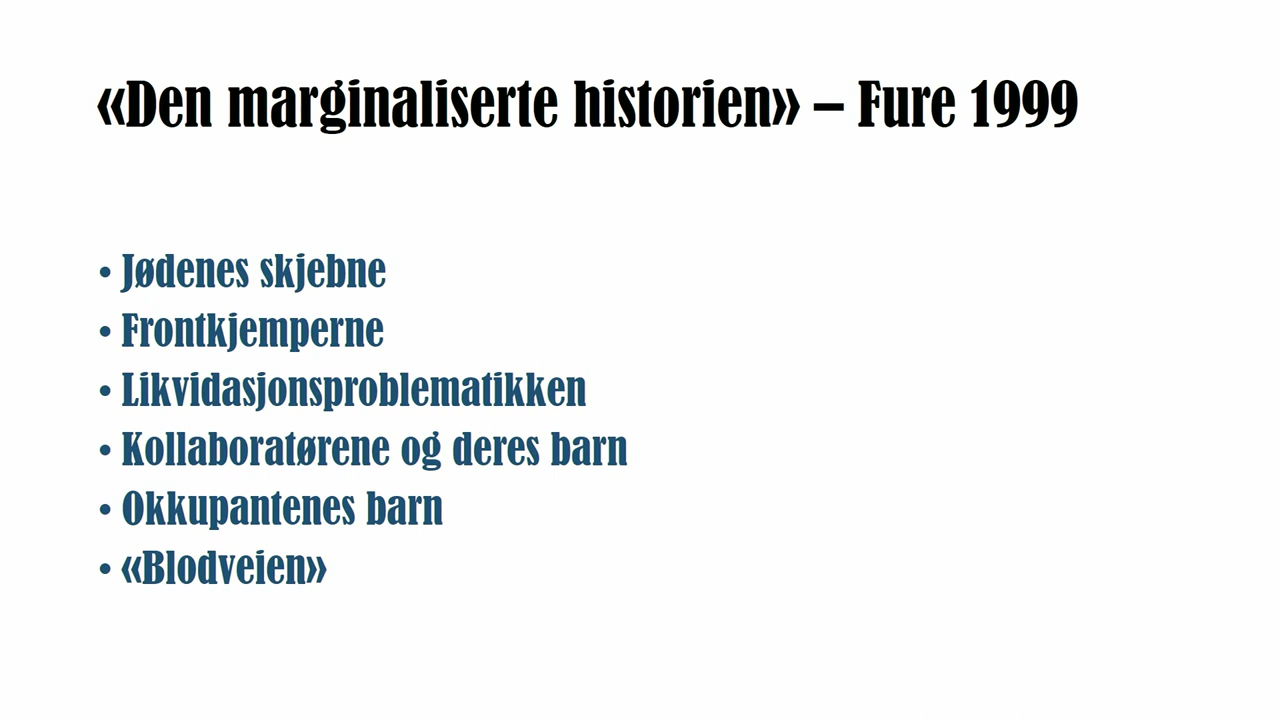 «Den marginaliserte historien» – Fure 1999
• Jødenes skjebne
• Frontkjemperne
• Likvidasjonsproblematikken
• Kollaboratørene og deres barn
• Okkupantenes barn
• «Blodveien»